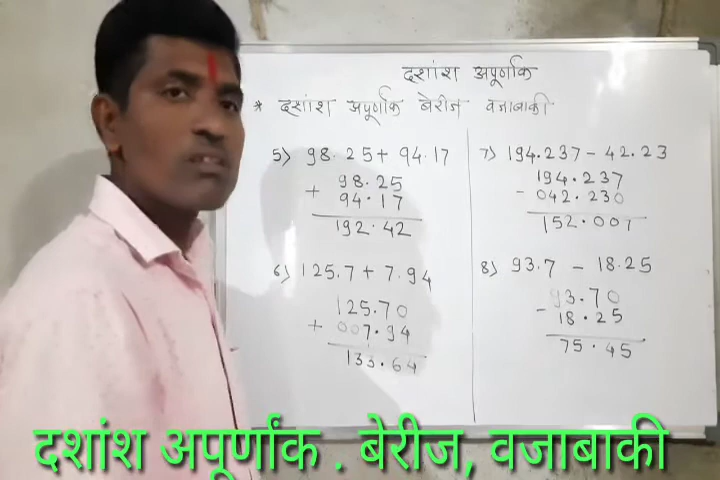 दशांश अपूर्णांक
* दशांश अपूर्णांक बेरीज वजाबाकी
5) 98.25 + 94.17
98.25
+ 94.17
192.42
6) 125.7 + 7.94
125.70
+ 007.94
133.64
7) 194.237 - 42.23
194.237
- 042.230
152.007
8) 93.7 - 18.25
93.70
- 18.25
75.45
दशांश अपूर्णांक . बेरीज, वजाबाकी